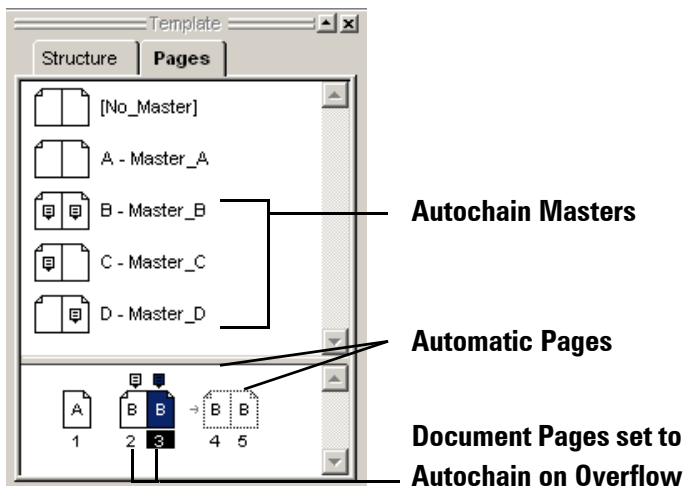 Template
Structure
Pages
[No_Master]
A - Master_A
B - Master_B
C - Master_C
D - Master_D
Autochain Masters
Automatic Pages
A
B B
B B
1
2 3
4 5
Document Pages set to
Autochain on Overflow